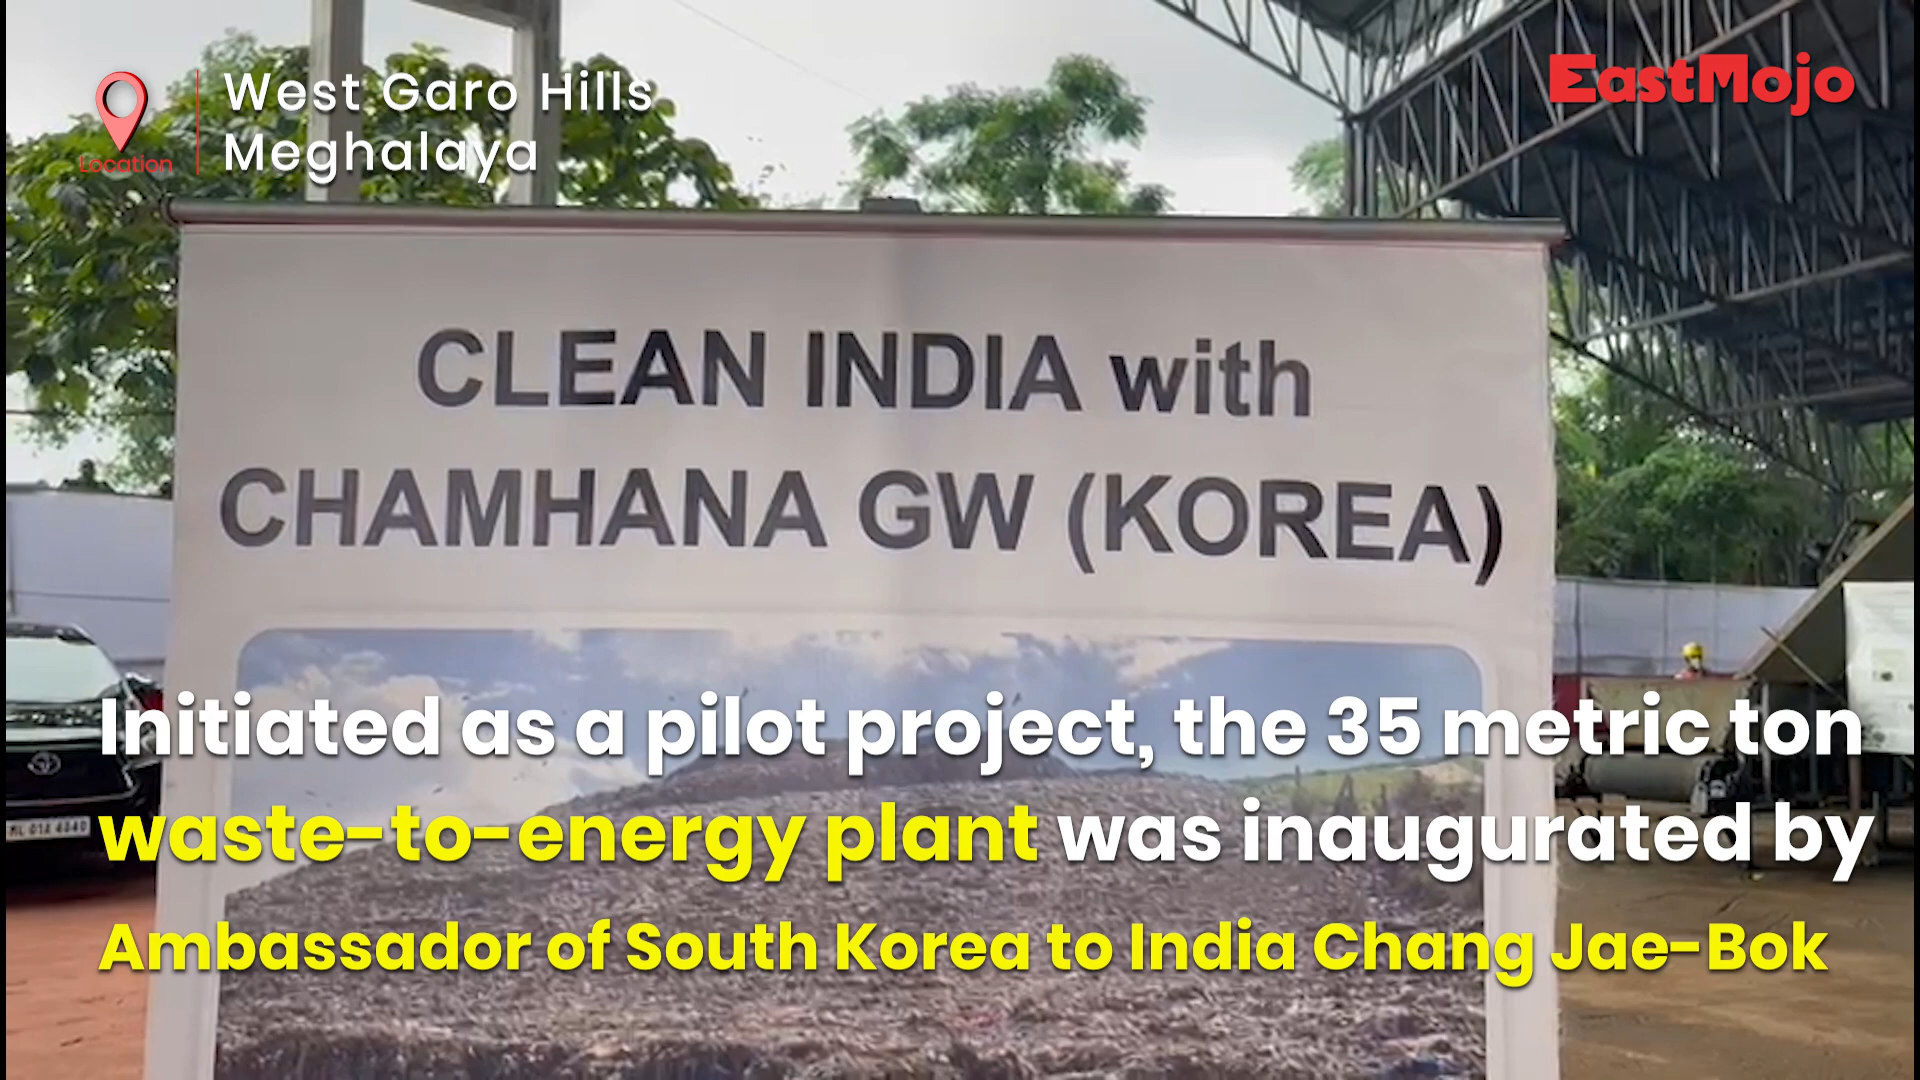 West Garo Hills
Meghalaya
Location
EastMojo
CLEAN INDIA with
CHAMHANA GW (KOREA)
Initiated as a pilot project, the 35 metric ton
waste-to-energy plant was inaugurated by
Ambassador of South Korea to India Chang Jae-Bok